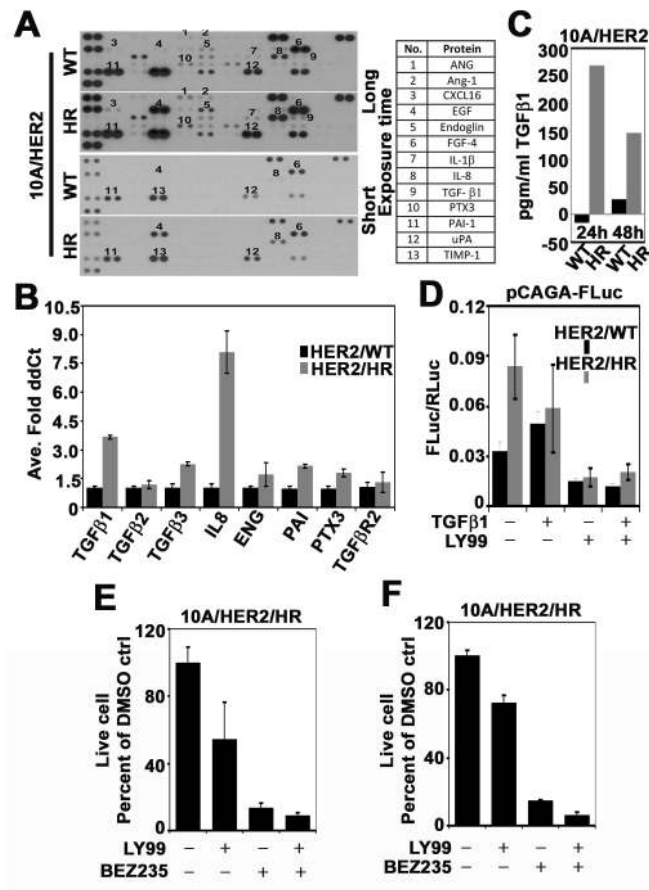 A
10A/HER2
WT
HR
WT
HR
1 2
3 4 5 6
7 8 9
10
11 12
1 2
3 4 5 6
7 8 9
10
11 12
4 6
8
11 13 12
4 6
8
11 13 12
Long
Short
Exposure time
No. Protein
1 ANG
2 Ang-1
3 CXCL16
4 EGF
5 Endoglin
6 FGF-4
7 IL-1β
8 IL-8
9 TGF- β1
10 PTX3
11 PAI-1
12 uPA
13 TIMP-1
C
10A/HER2
pgm/ml TGFβ1
300
250
200
150
100
50
0
-50
24h 48h
WT HR WT HR
B
Ave. Fold ddCt
10.5
9.0
7.5
6.0
4.5
3.0
1.5
0
HER2/WT
HER2/HR
TGFβ1 TGFβ2 TGFβ3 IL8 ENG PAI PTX3 TGFβR2
D
pCAGA-FLuc
HER2/WT
HER2/HR
FLuc/RLuc
0.12
0.09
0.06
0.03
0.00
TGFβ1 – + – +
LY99 – – + +
E
10A/HER2/HR
Live cell
Percent of DMSO ctrl
120
80
40
0
LY99 – + – +
BEZ235 – – + +
F
10A/HER2/HR
Live cell
Percent of DMSO ctrl
120
80
40
0
LY99 – + – +
BEZ235 – – + +